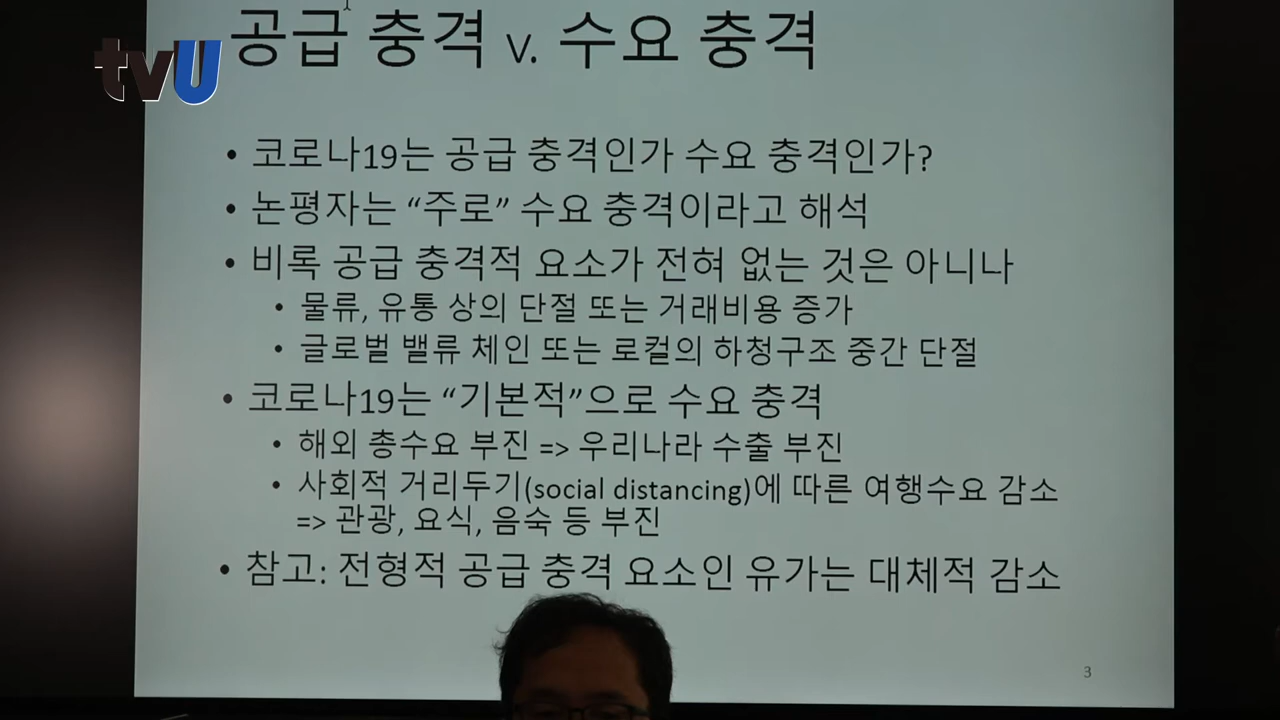 tvU
공급 충격 v. 수요 충격
• 코로나19는 공급 충격인가 수요 충격인가?
• 논평자는 “주로” 수요 충격이라고 해석
• 비록 공급 충격적 요소가 전혀 없는 것은 아니나
• 물류, 유통 상의 단절 또는 거래비용 증가
• 글로벌 밸류 체인 또는 로컬의 하청구조 중간 단절
• 코로나19는 “기본적”으로 수요 충격
• 해외 총수요 부진 => 우리나라 수출 부진
• 사회적 거리두기(social distancing)에 따른 여행수요 감소
=> 관광, 요식, 음숙 등 부진
• 참고: 전형적 공급 충격 요소인 유가는 대체적 감소
3